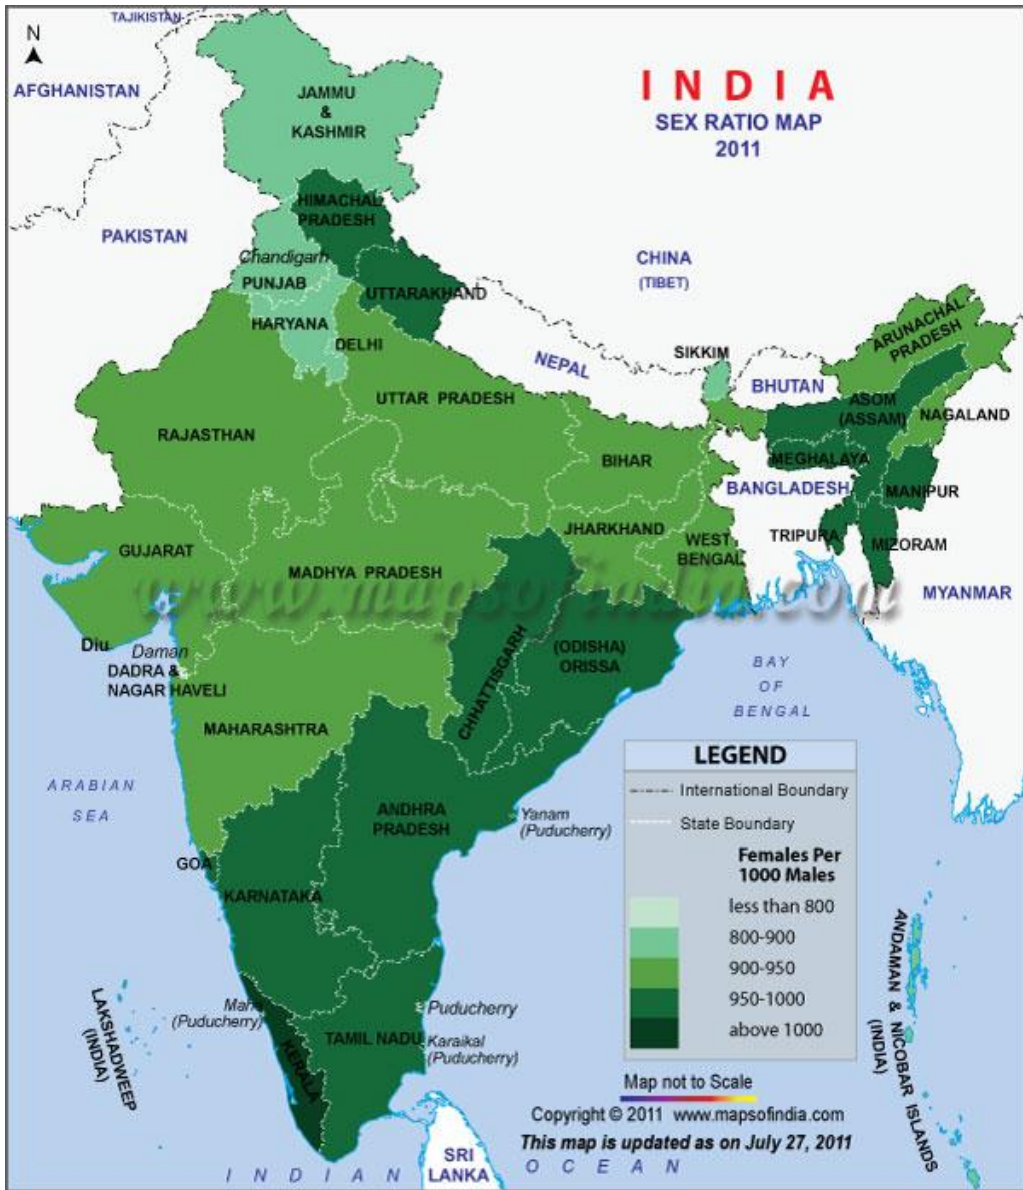 N
TAJIKISTAN
AFGHANISTAN
JAMMU
&
KASHMIR
I N D I A
SEX RATIO MAP
2011
HIMACHAL
PRADESH
PAKISTAN
Chandigarh
PUNJAB
UTTARAKHAND
CHINA
(TIBET)
HARYANA
DELHI
NEPAL
SIKKIM
BHUTAN
ARUNACHAL
PRADESH
ASOM
(ASSAM)
NAGALAND
UTTAR PRADESH
RAJASTHAN
BIHAR
MEGHALAYA
BANGLADESH
MANIPUR
GUJARAT
JHARKHAND
WEST
BENGAL
TRIPURA
MIZORAM
MADHYA PRADESH
www.mapsofindia.com
MYANMAR
Diu
Daman
DADRA &
NAGAR HAVELI
CHHATTISGARH
(ODISHA)
ORISSA
BAY
OF
BENGAL
MAHARASHTRA
ARABIAN
SEA
ANDHRA
PRADESH
Yanam
(Puducherry)
GOA
KARNATAKA
LEGEND
International Boundary
State Boundary
Females Per
1000 Males
less than 800
800-900
900-950
950-1000
above 1000
LAKSHADWEEP
(INDIA)
Mahe
(Puducherry)
KERALA
TAMIL NADU
Puducherry
Karaikal
(Puducherry)
ANDAMAN & NICOBAR ISLANDS
(INDIA)
Map not to Scale
Copyright © 2011 www.mapsofindia.com
This map is updated as on July 27, 2011
SRI
LANKA
I N D I A N O C E A N